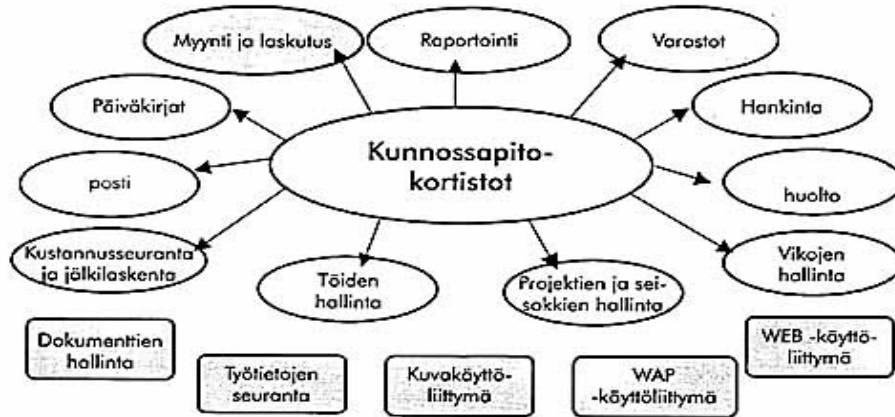 Myynti ja laskutus
Raportointi
Varastot
Päiväkirjat
Hankinta
Kunnossapito-
kortistot
posti
huolto
Kustannusseuranta
ja jälkilaskenta
Töiden
hallinta
Projektien ja sei-
sokkien hallinta
Vikojen
hallinta
Dokumenttien
hallinta
Työtietojen
seuranta
Kuvakäyttö-
liittymä
WAP
-käyttöliittymä
WEB -käyttö-
liittymä